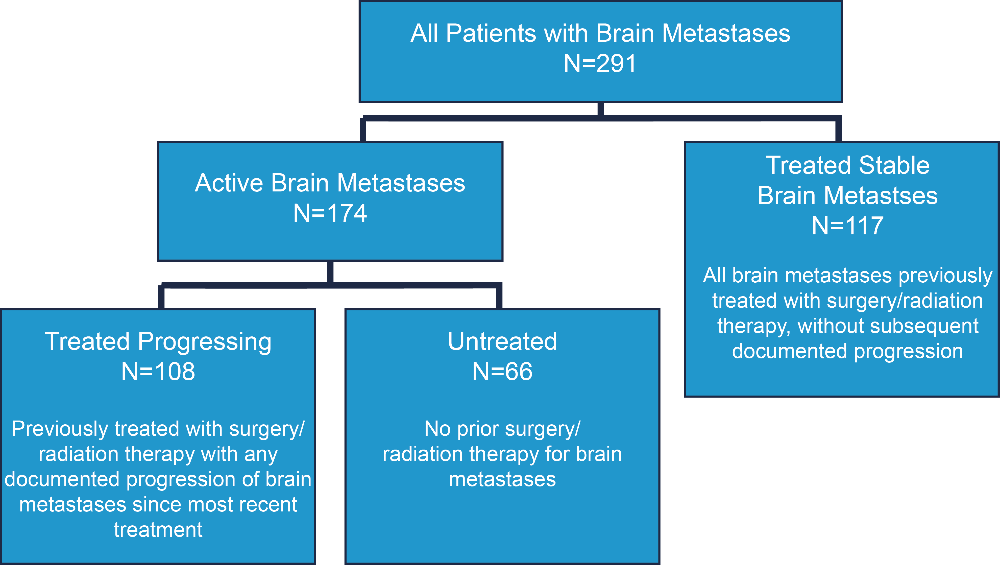 All Patients with Brain Metastases
N=291
Active Brain Metastases
N=174
Treated Stable
Brain Metastses
N=117
All brain metastases previously
treated with surgery/radiation
therapy, without subsequent
documented progression
Treated Progressing
N=108
Previously treated with surgery/
radiation therapy with any
documented progression of brain
metastases since most recent
treatment
Untreated
N=66
No prior surgery/
radiation therapy for brain
metastases